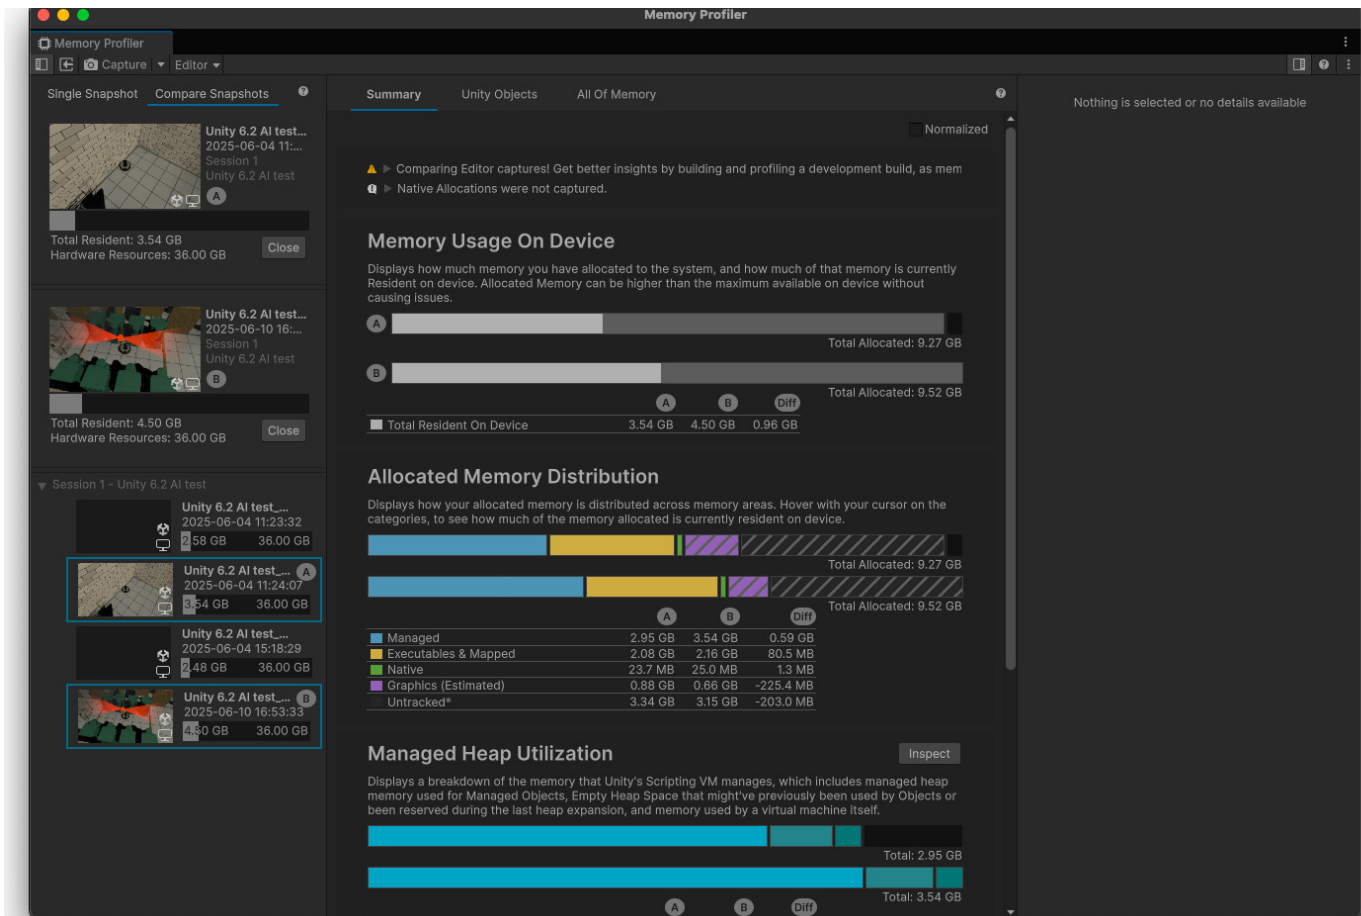 Memory Profiler
Memory Profiler
Capture
Editor
Single Snapshot
Compare Snapshots
Unity 6.2 AI test...
2025-06-04 11:...
Session 1
Unity 6.2 AI test
A
Total Resident: 3.54 GB
Hardware Resources: 36.00 GB
Close
Unity 6.2 AI test...
2025-06-10 16:...
Session 1
Unity 6.2 AI test
B
Total Resident: 4.50 GB
Hardware Resources: 36.00 GB
Close
Session 1 - Unity 6.2 AI test
Unity 6.2 AI test_...
2025-06-04 11:23:32
2.58 GB 36.00 GB
Unity 6.2 AI test_... A
2025-06-04 11:24:07
3.54 GB 36.00 GB
Unity 6.2 AI test_...
2025-06-04 15:18:29
2.48 GB 36.00 GB
Unity 6.2 AI test_... B
2025-06-10 16:53:33
4.50 GB 36.00 GB
Summary
Unity Objects
All Of Memory
Normalized
Comparing Editor captures! Get better insights by building and profiling a development build, as mem
Native Allocations were not captured.
Memory Usage On Device
Displays how much memory you have allocated to the system, and how much of that memory is currently
Resident on device. Allocated Memory can be higher than the maximum available on device without
causing issues.
A
Total Allocated: 9.27 GB
B
Total Allocated: 9.52 GB
A B Diff
Total Resident On Device 3.54 GB 4.50 GB 0.96 GB
Allocated Memory Distribution
Displays how your allocated memory is distributed across memory areas. Hover with your cursor on the
categories, to see how much of the memory allocated is currently resident on device.
Total Allocated: 9.27 GB
Total Allocated: 9.52 GB
A B Diff
Managed 2.95 GB 3.54 GB 0.59 GB
Executables & Mapped 2.08 GB 2.16 GB 80.5 MB
Native 23.7 MB 25.0 MB 1.3 MB
Graphics (Estimated) 0.88 GB 0.66 GB -225.4 MB
Untracked* 3.34 GB 3.15 GB -203.0 MB
Managed Heap Utilization
Inspect
Displays a breakdown of the memory that Unity's Scripting VM manages, which includes managed heap
memory used for Managed Objects, Empty Heap Space that might've previously been used by Objects or
been reserved during the last heap expansion, and memory used by a virtual machine itself.
Total: 2.95 GB
Total: 3.54 GB
A B Diff
Nothing is selected or no details available